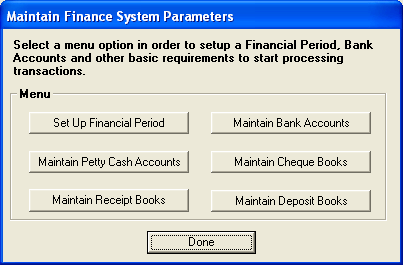 Maintain Finance System Parameters
Select a menu option in order to setup a Financial Period, Bank
Accounts and other basic requirements to start processing
transactions.
Menu
Set Up Financial Period
Maintain Bank Accounts
Maintain Petty Cash Accounts
Maintain Cheque Books
Maintain Receipt Books
Maintain Deposit Books
Done